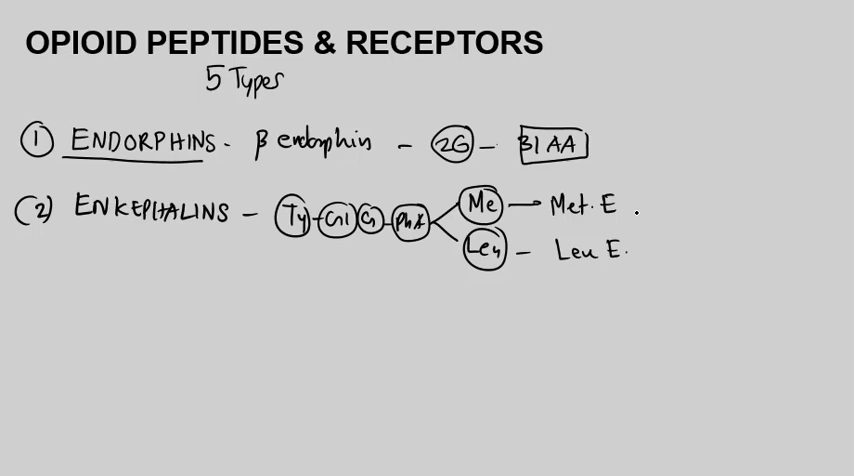 OPIOID PEPTIDES & RECEPTORS
5 Types
① ENDORPHINS - β endorphin - 2G - 31 AA
(2) ENKEPHALINS - Ty - Gl G - PhA Me → Met. E
Leu - Leu E.